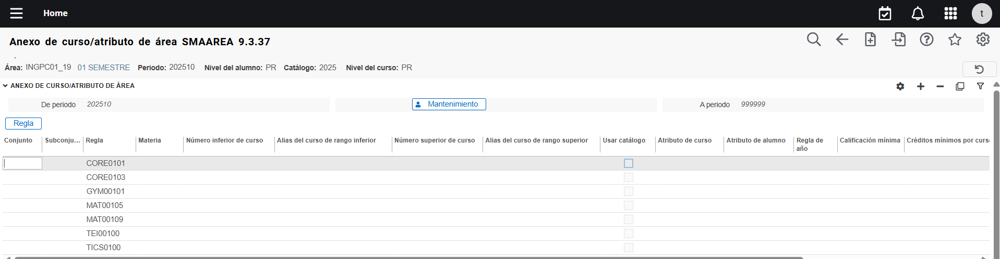 Home
t
Anexo de curso/atributo de área SMAAREA 9.3.37
Área: INGPC01_19 01 SEMESTRE Periodo: 202510 Nivel del alumno: PR Catálogo: 2025 Nivel del curso: PR
ANEXO DE CURSO/ATRIBUTO DE ÁREA
De periodo 202510 Mantenimiento A periodo 999999
Regla
Conjunto Subconju... Regla Materia Número inferior de curso Alias del curso de rango inferior Número superior de curso Alias del curso de rango superior Usar catálogo Atributo de curso Atributo de alumno Regla de año Calificación mínima Créditos mínimos por curso
CORE0101
CORE0103
GYM00101
MAT00105
MAT00109
TEI00100
TICS0100